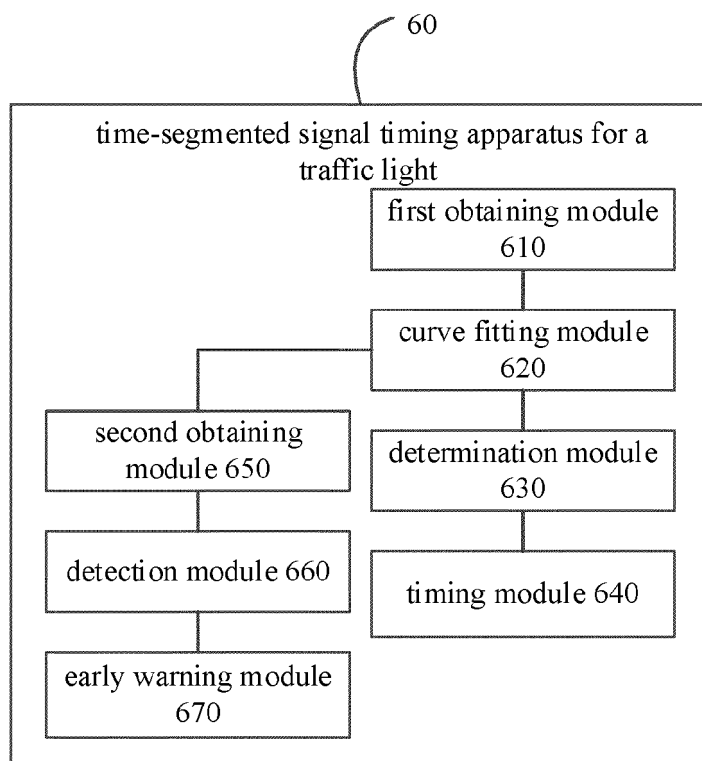 60
time-segmented signal timing apparatus for a
traffic light
first obtaining module
610
curve fitting module
620
second obtaining
module 650
determination module
630
detection module 660
timing module 640
early warning module
670